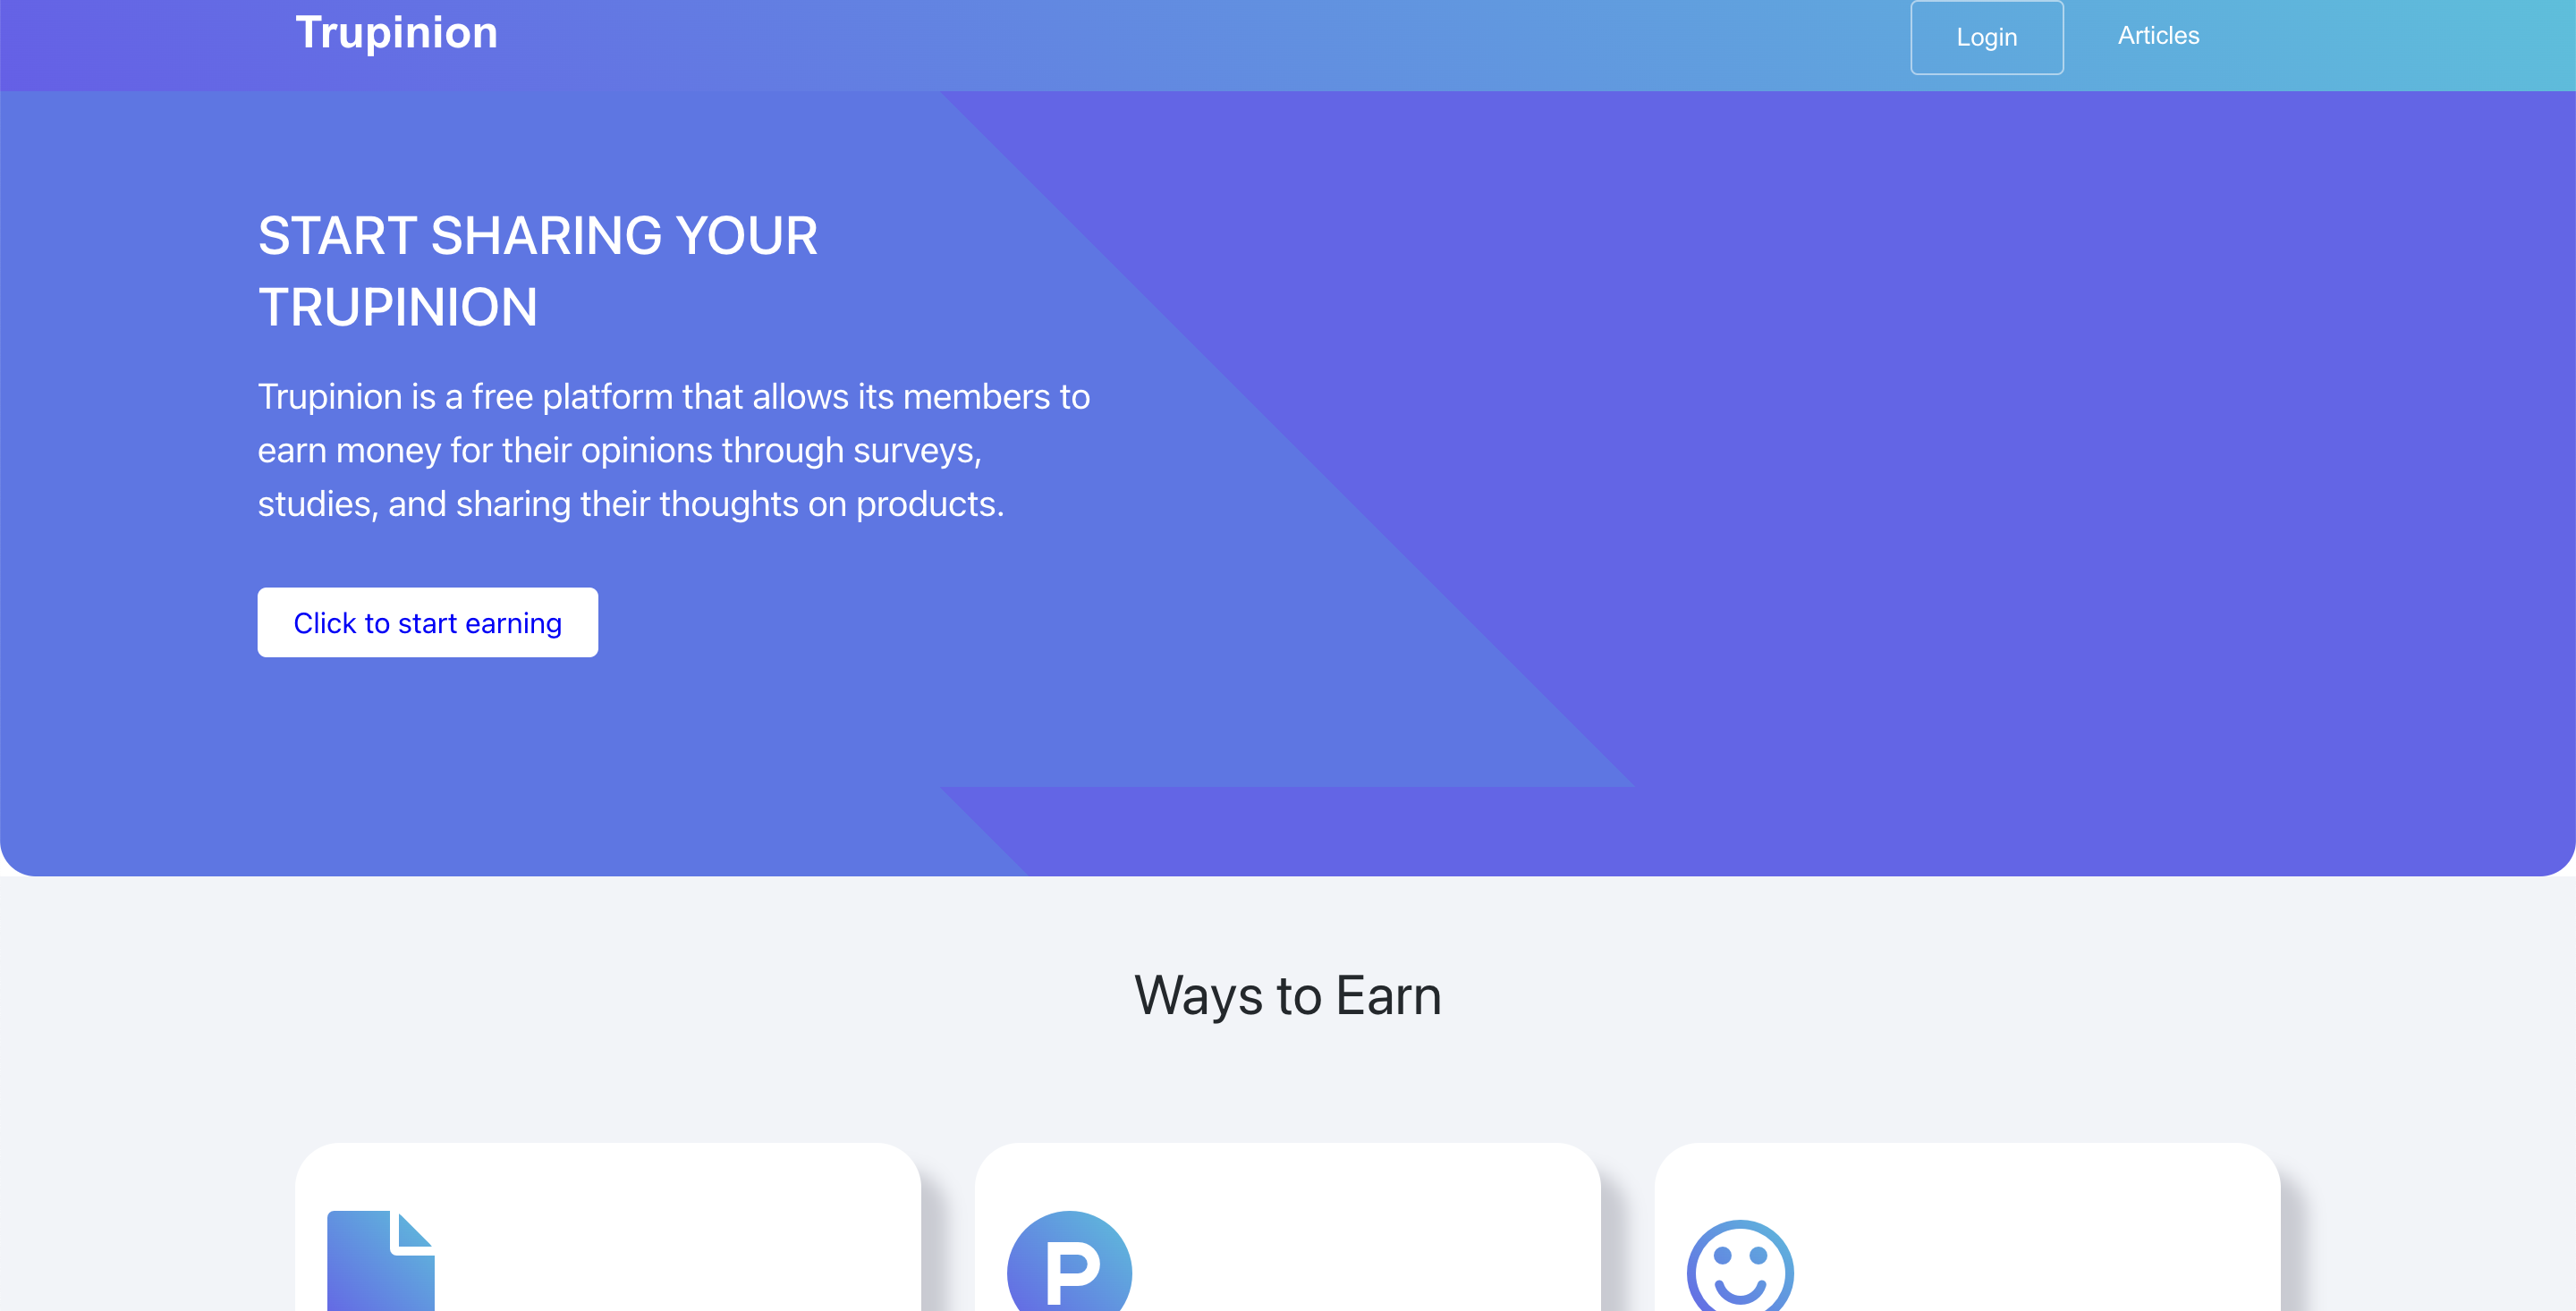 Trupinion
Login
Articles
START SHARING YOUR
TRUPINION
Trupinion is a free platform that allows its members to
earn money for their opinions through surveys,
studies, and sharing their thoughts on products.
Click to start earning
Ways to Earn
P